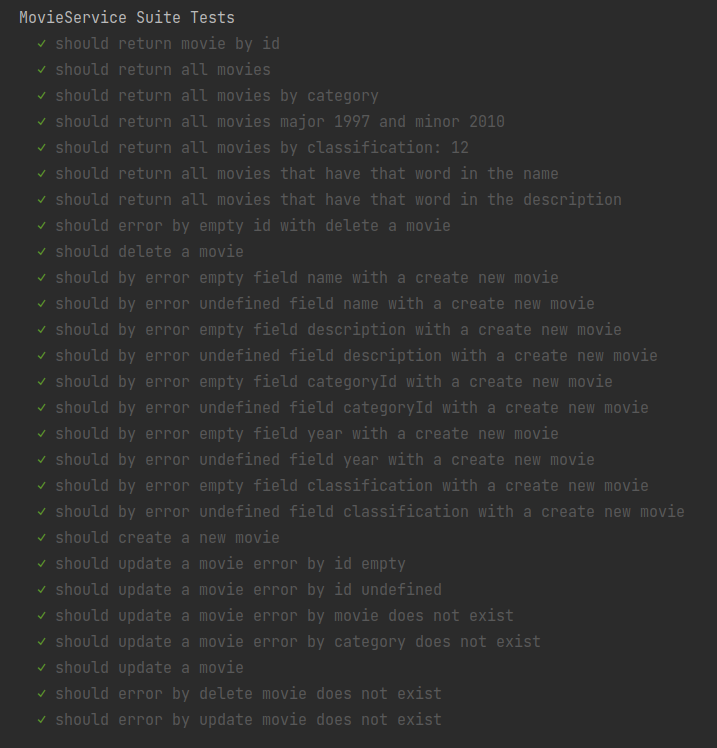 MovieService Suite Tests
✓ should return movie by id
✓ should return all movies
✓ should return all movies by category
✓ should return all movies major 1997 and minor 2010
✓ should return all movies by classification: 12
✓ should return all movies that have that word in the name
✓ should return all movies that have that word in the description
✓ should error by empty id with delete a movie
✓ should delete a movie
✓ should by error empty field name with a create new movie
✓ should by error undefined field name with a create new movie
✓ should by error empty field description with a create new movie
✓ should by error undefined field description with a create new movie
✓ should by error empty field categoryId with a create new movie
✓ should by error undefined field categoryId with a create new movie
✓ should by error empty field year with a create new movie
✓ should by error undefined field year with a create new movie
✓ should by error empty field classification with a create new movie
✓ should by error undefined field classification with a create new movie
✓ should create a new movie
✓ should update a movie error by id empty
✓ should update a movie error by id undefined
✓ should update a movie error by movie does not exist
✓ should update a movie error by category does not exist
✓ should update a movie
✓ should error by delete movie does not exist
✓ should error by update movie does not exist